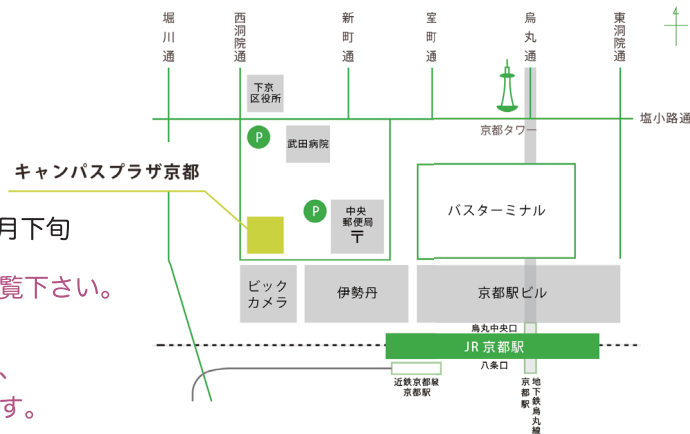 堀川通
西洞院通
新町通
室町通
烏丸通
東洞院通
下京
区役所
塩小路通
京都タワー
P
武田病院
キャンパスプラザ京都
P
中央
郵便局
〒
バスターミナル
月下旬
覧下さい。
ビック
カメラ
伊勢丹
京都駅ビル
烏丸中央口
JR 京都駅
八条口
、
す。
近鉄京都線
京都駅
地下鉄烏丸線
京都駅